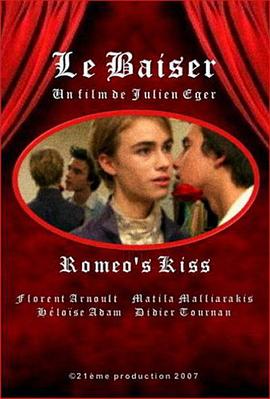 Le Baiser
Un film de Julien Eger
Romeo's Kiss
Florent Arnoult Matila Malliarakis
Héloïse Adam Didier Tournan
©21ème production 2007